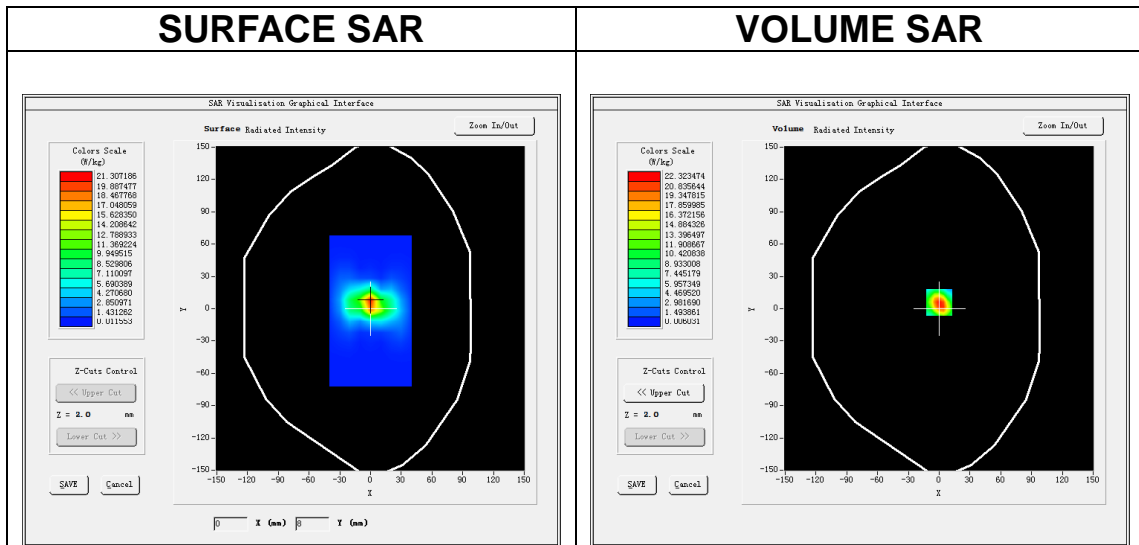 SURFACE SAR
SAR Visualisation Graphical Interface
Surface Radiated Intensity
Zoom In/Out
Colors Scale
(W/kg)
21.307186
19.887477
18.467768
17.048059
15.628350
14.208642
12.788933
11.369224
9.949515
8.529806
7.110097
5.690389
4.270680
2.850971
1.431262
0.011553
150
120
90
60
30
0
-30
-60
-90
-120
-150
Y
-150 -120 -90 -60 -30 0 30 60 90 120 150
X
Z-Cuts Control
<< Upper Cut
Z = 2.0 mm
Lower Cut >>
SAVE Cancel
0 X (mm) 8 Y (mm)
VOLUME SAR
SAR Visualisation Graphical Interface
Volume Radiated Intensity
Zoom In/Out
Colors Scale
(W/kg)
22.323474
20.835644
19.347815
17.859985
16.372156
14.884326
13.396497
11.908667
10.420838
8.933008
7.445179
5.957349
4.469520
2.981690
1.493861
0.006031
150
120
90
60
30
0
-30
-60
-90
-120
-150
Y
-150 -120 -90 -60 -30 0 30 60 90 120 150
X
Z-Cuts Control
<< Upper Cut
Z = 2.0 mm
Lower Cut >>
SAVE Cancel